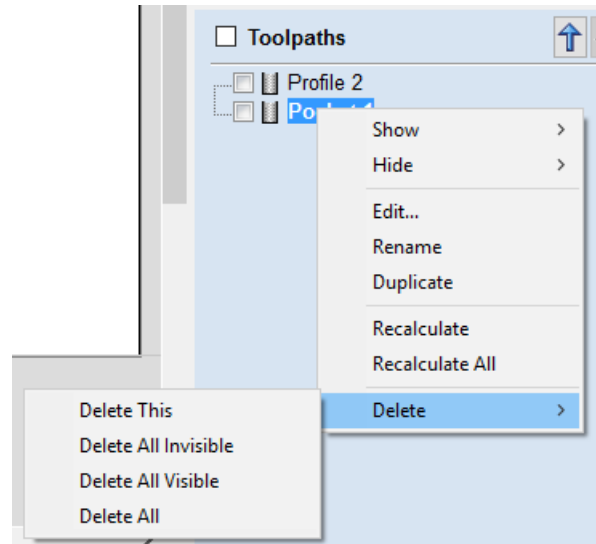 Toolpaths
Profile 2
Show
Hide
Edit...
Rename
Duplicate
Recalculate
Recalculate All
Delete
Delete This
Delete All Invisible
Delete All Visible
Delete All